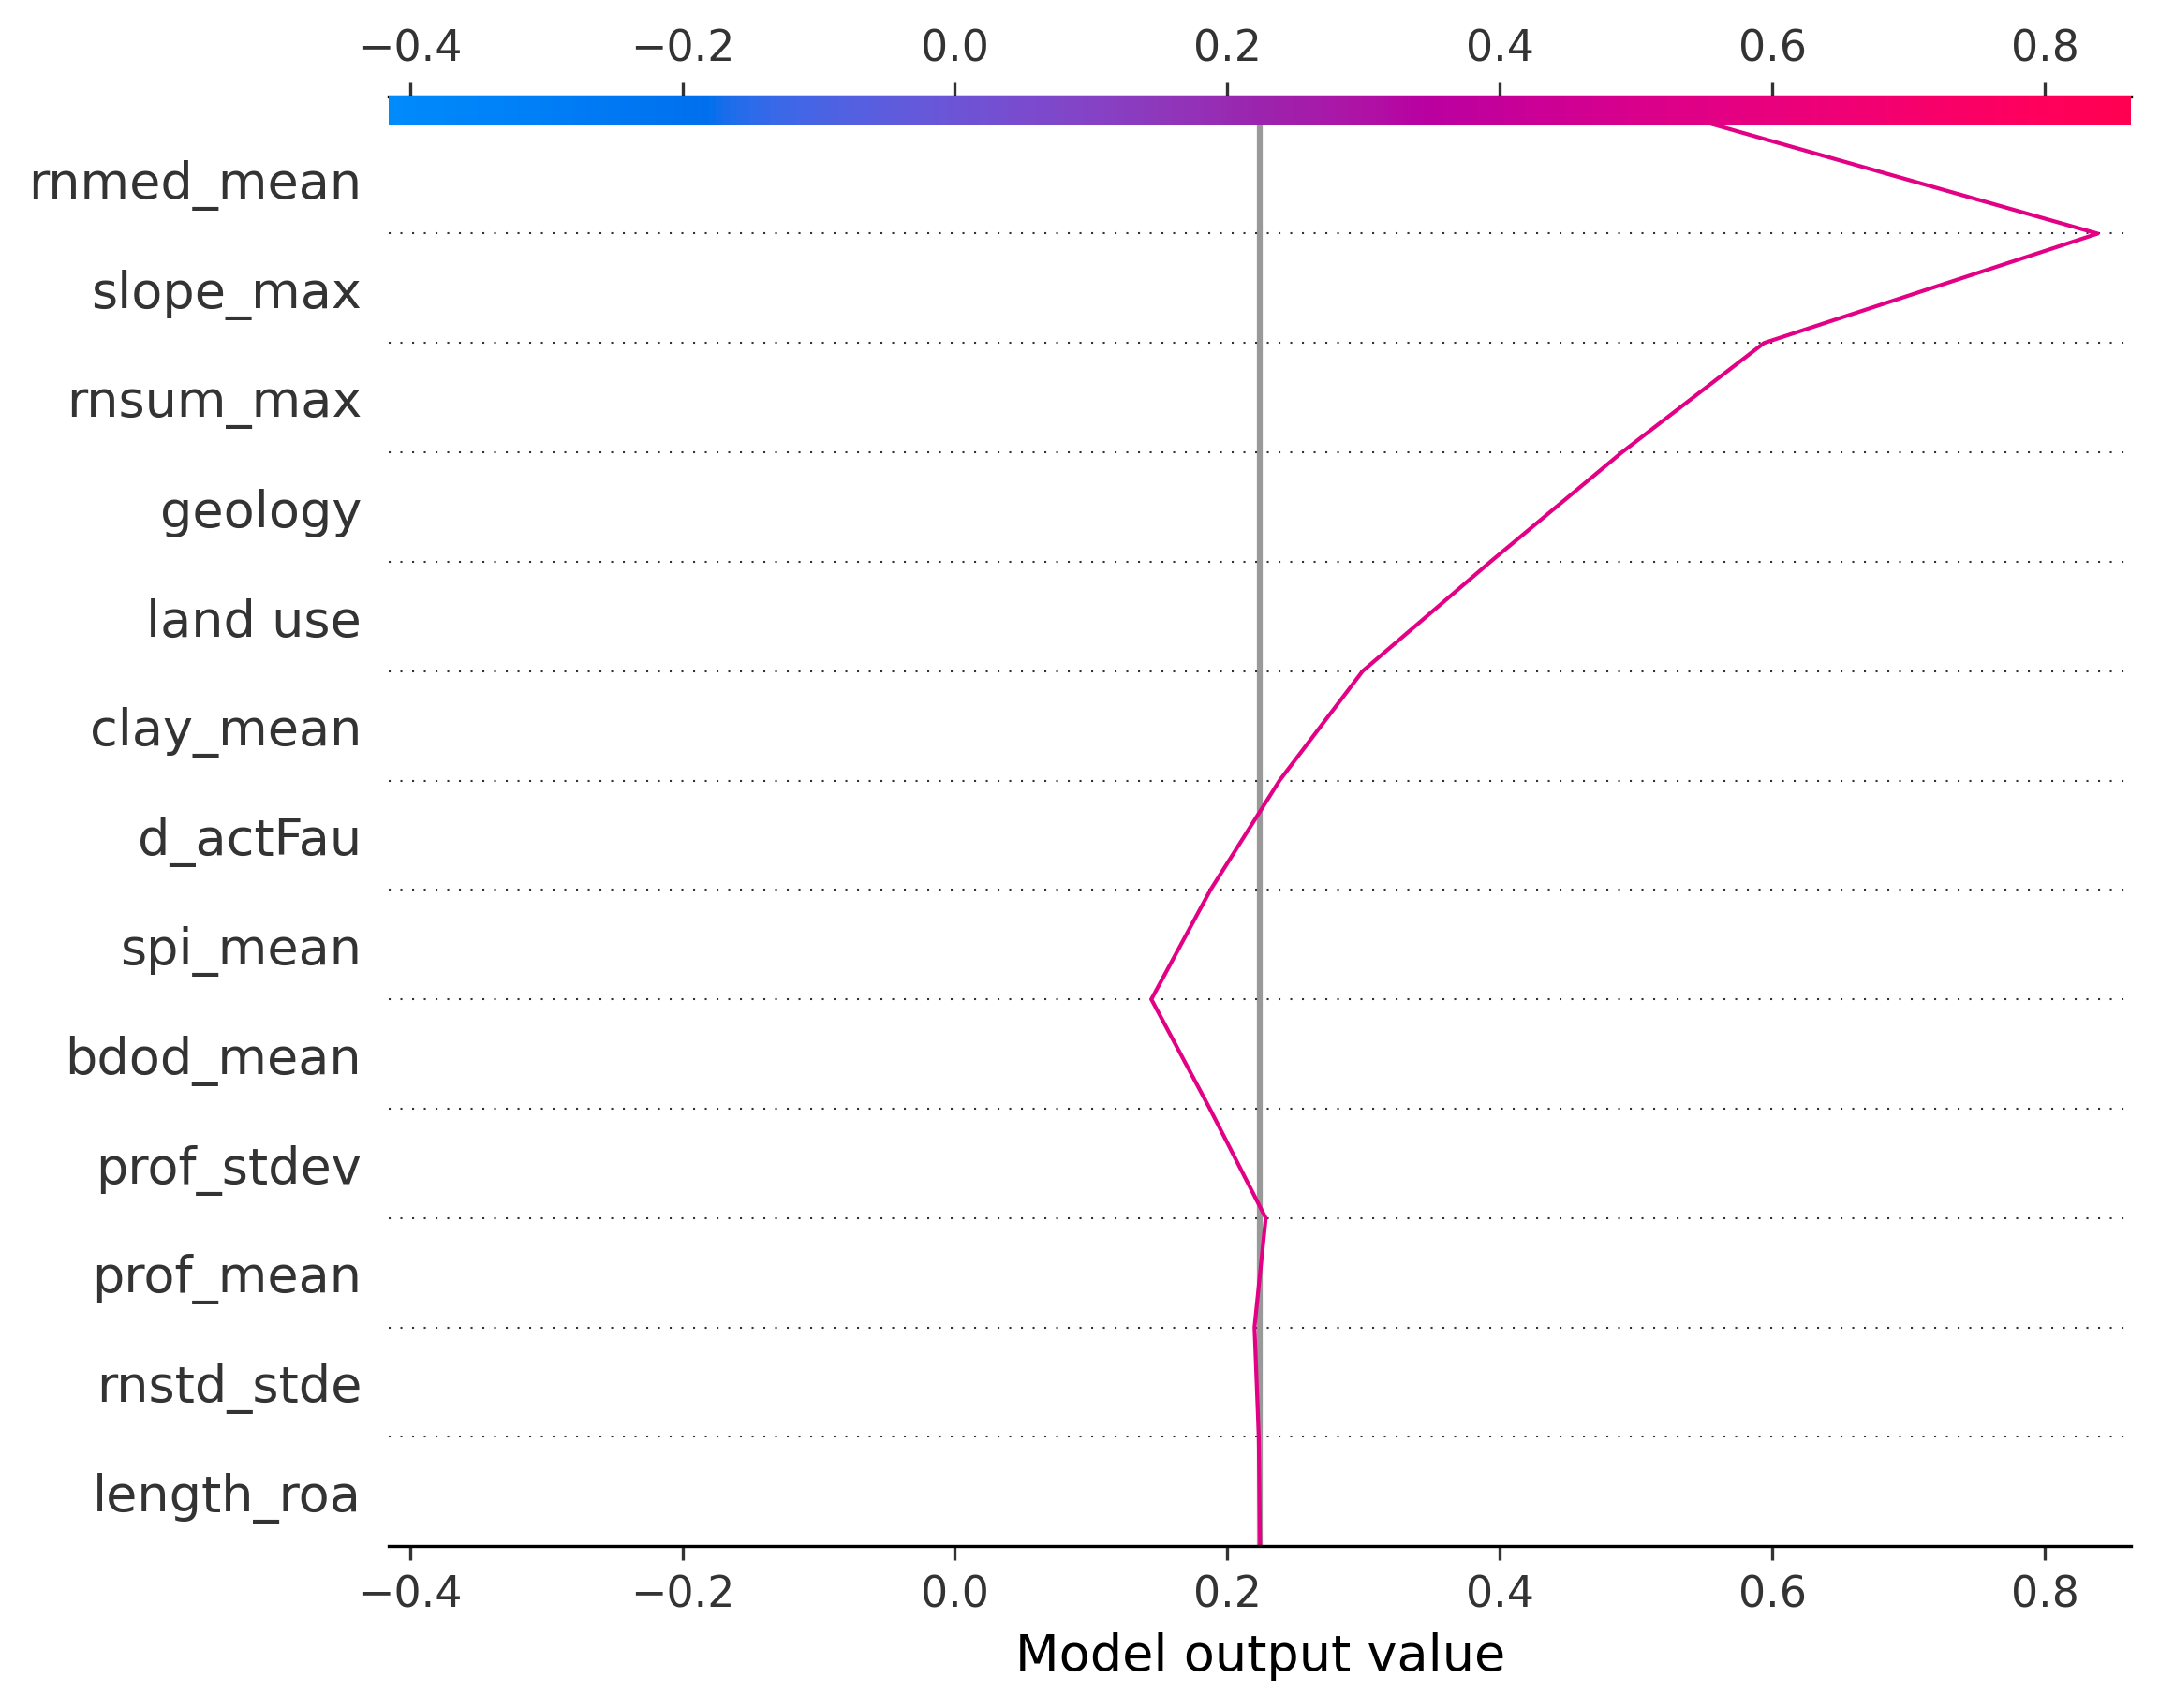 −0.4 −0.2 0.0 0.2 0.4 0.6 0.8
rnmed_mean
slope_max
rnsum_max
geology
land use
clay_mean
d_actFau
spi_mean
bdod_mean
prof_stdev
prof_mean
rnstd_stde
length_roa
−0.4 −0.2 0.0 0.2 0.4 0.6 0.8
Model output value